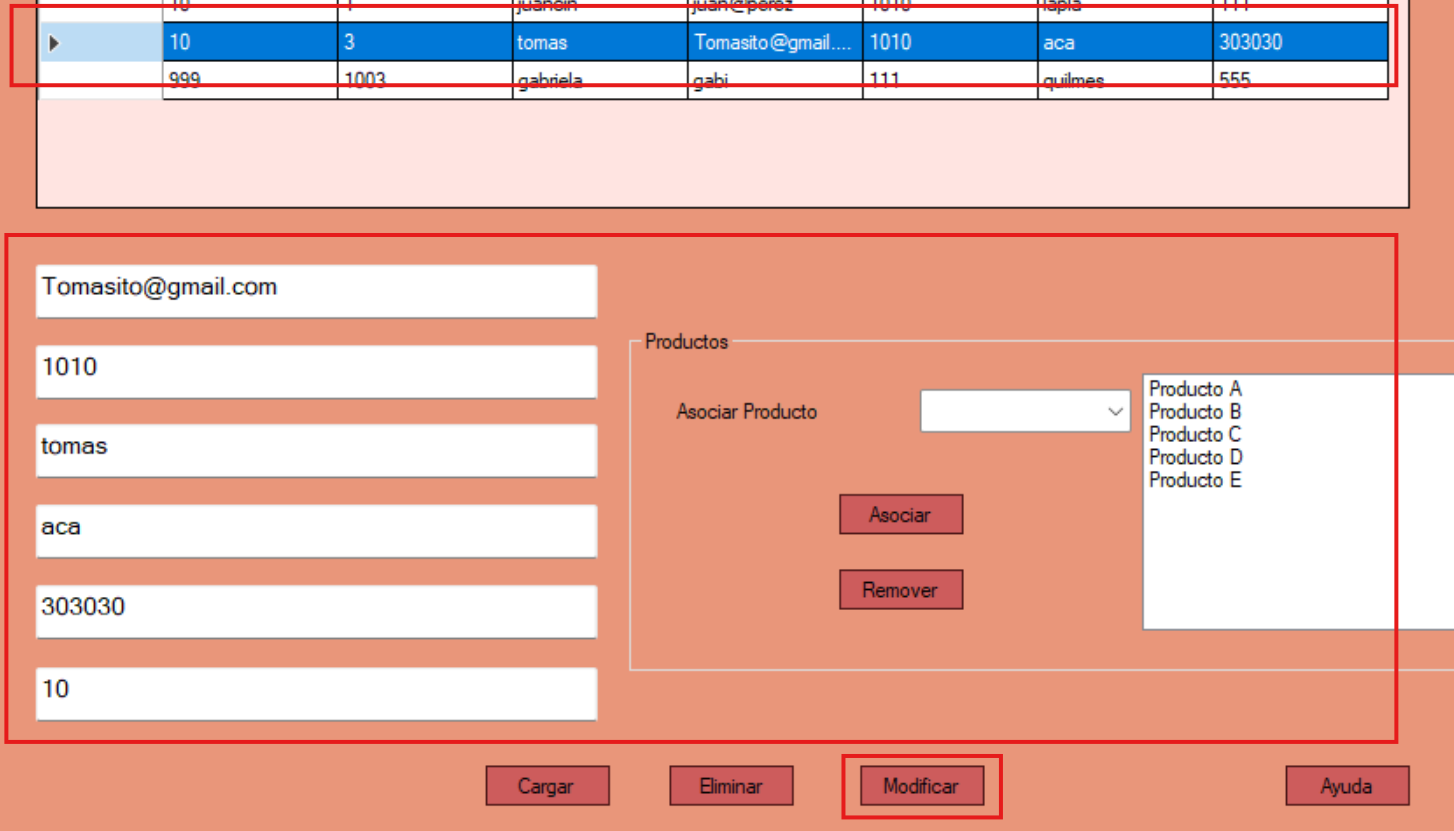 10 1 juancin juan@perez 1010 lapla 111
10 3 tomas Tomasito@gmail.... 1010 aca 303030
999 1003 gabriela gabi 111 quilmes 555
Tomasito@gmail.com
1010
tomas
aca
303030
10
Productos
Asociar Producto
Producto A
Producto B
Producto C
Producto D
Producto E
Asociar
Remover
Cargar
Eliminar
Modificar
Ayuda